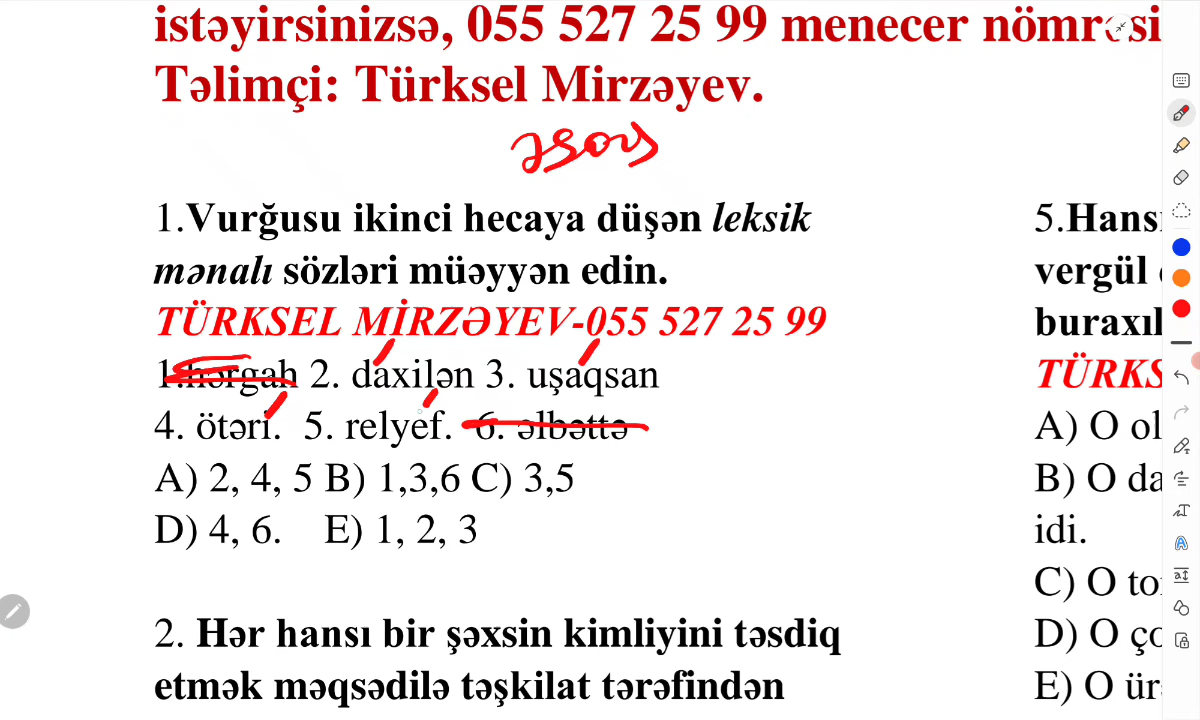 istəyirsinizsə, 055 527 25 99 menecer nömrəsi
Təlimçi: Türksel Mirzəyev.
əsas
1.Vurğusu ikinci hecaya düşən leksik
mənalı sözləri müəyyən edin.
TÜRKSEL MİRZƏYEV-055 527 25 99
1.hərgah 2. daxilən 3. uşaqsan
4. ötəri. 5. relyef. 6. əlbəttə
A) 2, 4, 5 B) 1,3,6 C) 3,5
D) 4, 6. E) 1, 2, 3
2. Hər hansı bir şəxsin kimliyini təsdiq
etmək məqsədilə təşkilat tərəfindən
5.Hansı
vergül
buraxıl
TÜRKS
A) O ol
B) O da
idi.
C) O to
D) O ço
E) O ür